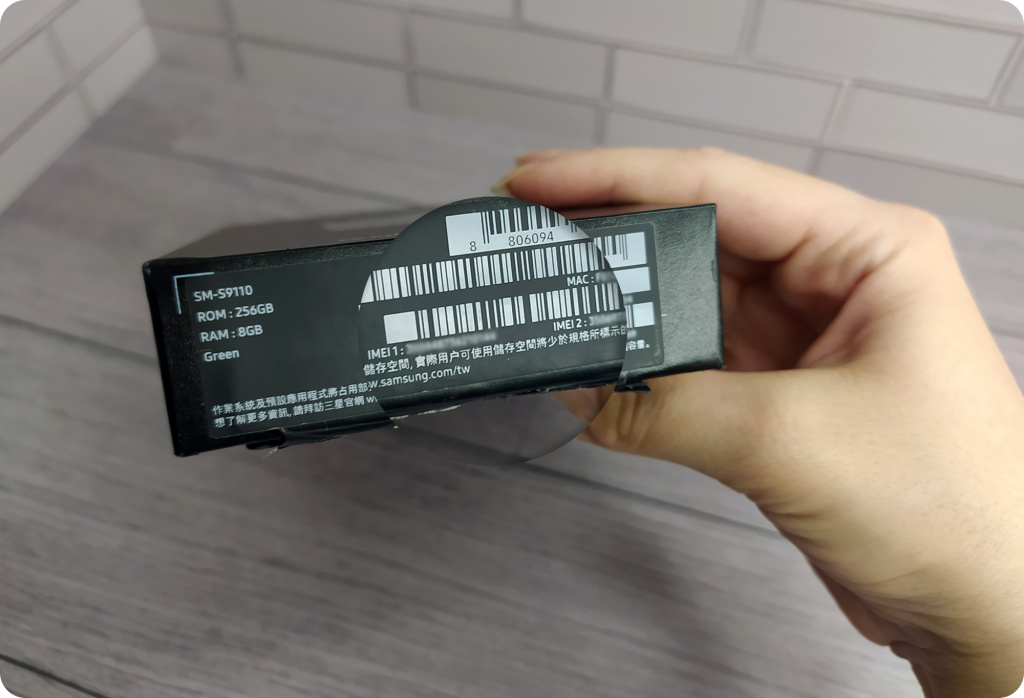 SM-S9110
ROM : 256GB
RAM : 8GB
Green
8 806094
MAC :
IMEI 1 :
IMEI 2 :
作業系統及預設應用程式將占用部
儲存空間, 實際用戶可使用儲存空間將少於規格所標示的
容量。
想了解更多資訊, 請拜訪三星官網 w
w.samsung.com/tw